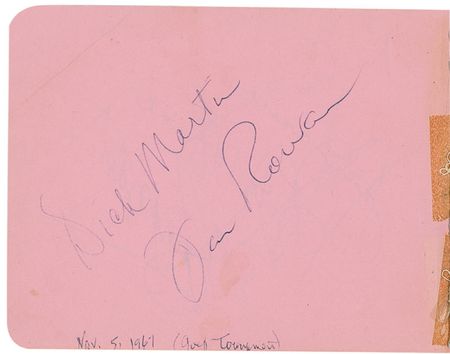 Dick Martin
Dan Rowan
Nov. 5, 1967 (Golf Tournament)